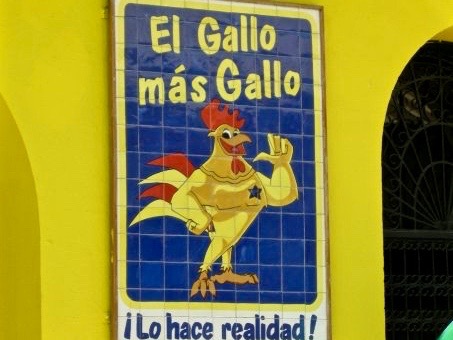 El Gallo
más Gallo
¡Lo hace realidad!